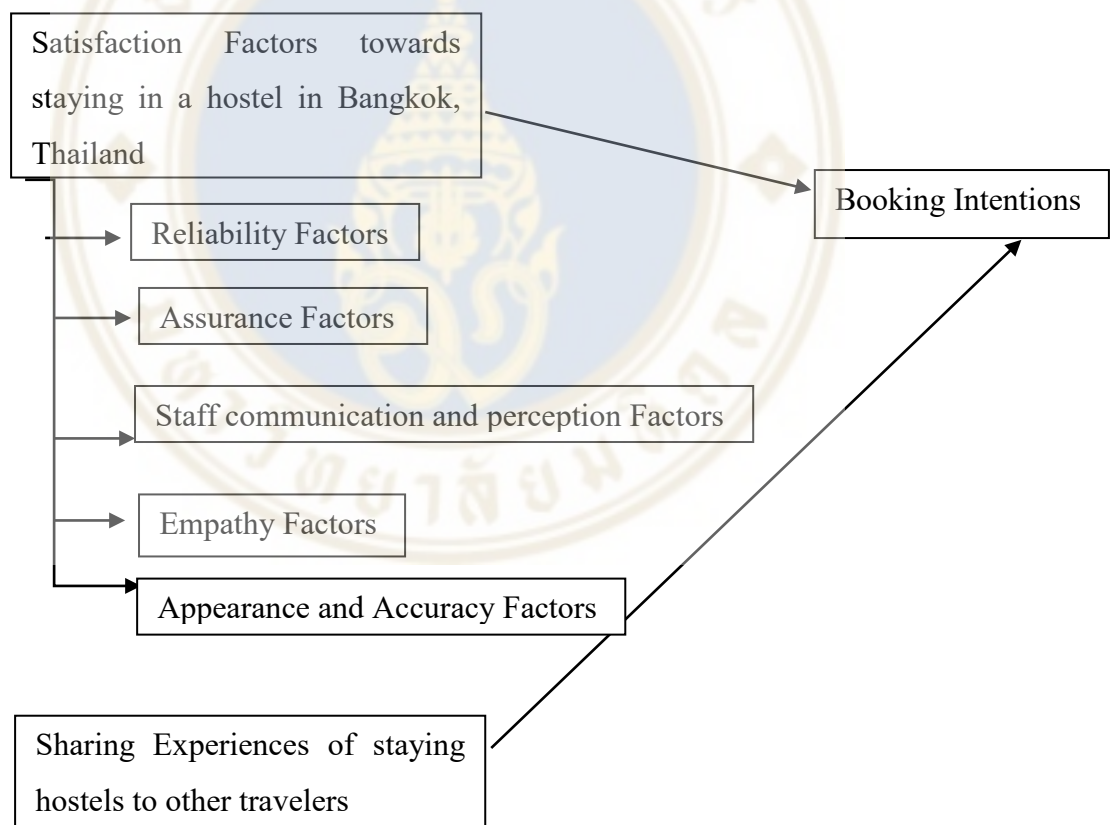 Satisfaction Factors towards
staying in a hostel in Bangkok,
Thailand
Booking Intentions
Reliability Factors
Assurance Factors
Staff communication and perception Factors
Empathy Factors
Appearance and Accuracy Factors
Sharing Experiences of staying
hostels to other travelers